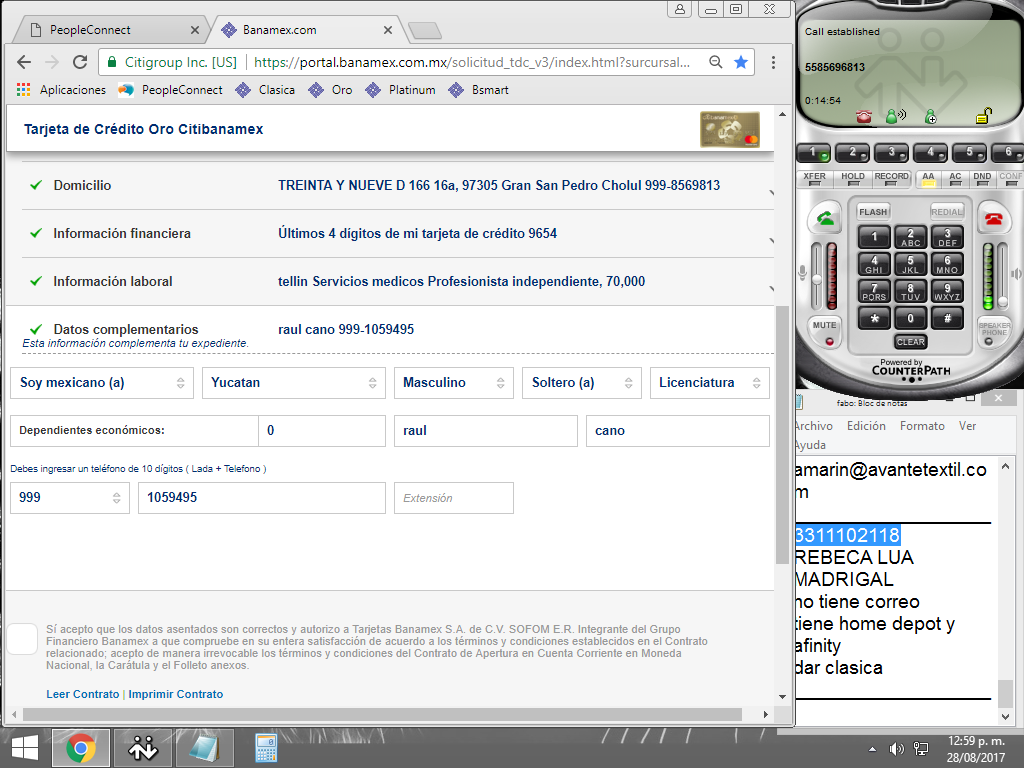 PeopleConnect
Banamex.com
Citigroup Inc. [US]
https://portal.banamex.com.mx/solicitud_tdc_v3/index.html?surcursal...
Aplicaciones PeopleConnect Clasica Oro Platinum Bsmart
Tarjeta de Crédito Oro Citibanamex
Domicilio TREINTA Y NUEVE D 166 16a, 97305 Gran San Pedro Cholul 999-8569813
Información financiera Últimos 4 dígitos de mi tarjeta de crédito 9654
Información laboral tellin Servicios medicos Profesionista independiente, 70,000
Datos complementarios raul cano 999-1059495
Esta información complementa tu expediente.
Soy mexicano (a) Yucatan Masculino Soltero (a) Licenciatura
Dependientes económicos: 0 raul cano
Debes ingresar un teléfono de 10 dígitos ( Lada + Telefono )
999 1059495 Extensión
Sí acepto que los datos asentados son correctos y autorizo a Tarjetas Banamex S.A. de C.V. SOFOM E.R. Integrante del Grupo
Financiero Banamex a que compruebe en su entera satisfacción de acuerdo a los términos y condiciones establecidos en el Contrato
relacionado; acepto de manera irrevocable los términos y condiciones del Contrato de Apertura en Cuenta Corriente en Moneda
Nacional, la Carátula y el Folleto anexos.
Leer Contrato | Imprimir Contrato
Call established
5585696813
0:14:54
1 2 3 4 5 6
XFER HOLD RECORD AA AC DND CONF
FLASH REDIAL
1 2 ABC 3 DEF
4 GHI 5 JKL 6 MNO
7 PQRS 8 TUV 9 WXYZ
* 0 #
MUTE
CLEAR
SPEAKER
PHONE
Powered by
COUNTERPATH
fabo: Bloc de notas
Archivo Edición Formato Ver
Ayuda
amarin@avantetextil.co
m
3311102118
REBECA LUA
MADRIGAL
no tiene correo
tiene home depot y
afinity
dar clasica
12:59 p. m.
28/08/2017